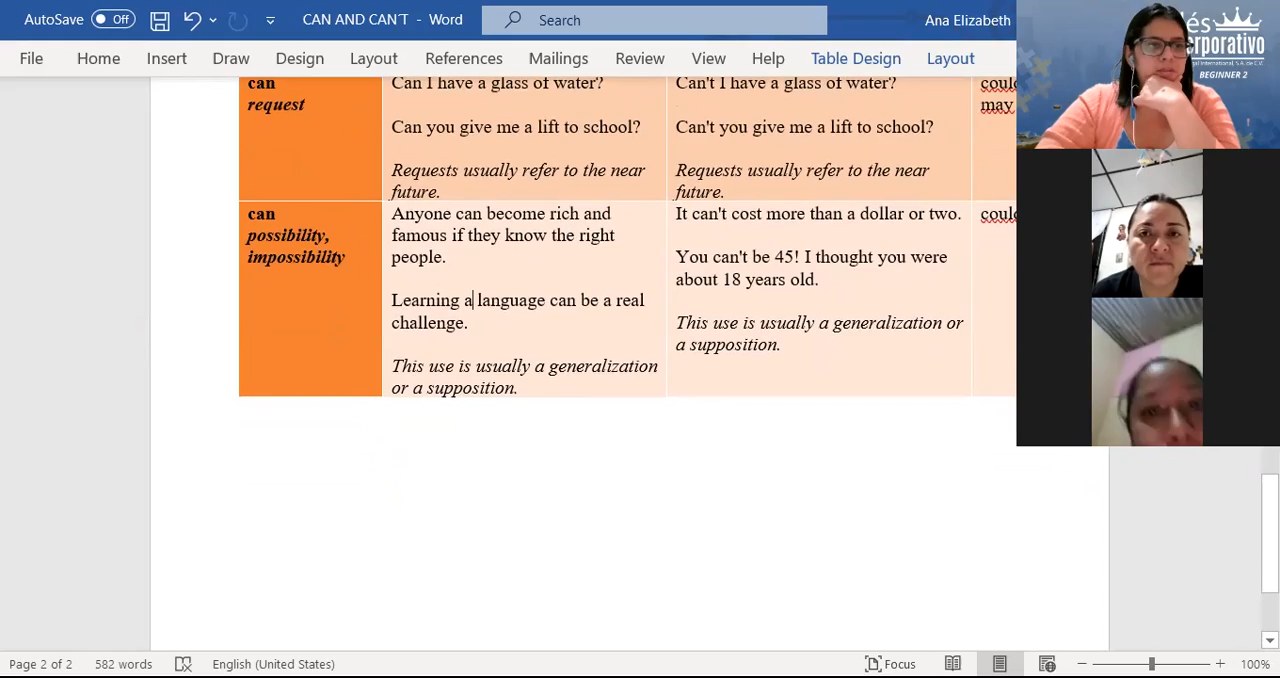 AutoSave Off CAN AND CAN'T - Word Search Ana Elizabeth
File Home Insert Draw Design Layout References Mailings Review View Help Table Design Layout
és
rporativo
BEGINNER 2
can
request
Can I have a glass of water?
Can you give me a lift to school?
Requests usually refer to the near
future.
Can't I have a glass of water?
Can't you give me a lift to school?
Requests usually refer to the near
future.
coul
may
can
possibility,
impossibility
Anyone can become rich and
famous if they know the right
people.
Learning a language can be a real
challenge.
This use is usually a generalization
or a supposition.
It can't cost more than a dollar or two.
You can't be 45! I thought you were
about 18 years old.
This use is usually a generalization or
a supposition.
coul
Page 2 of 2 582 words English (United States) Focus 100%